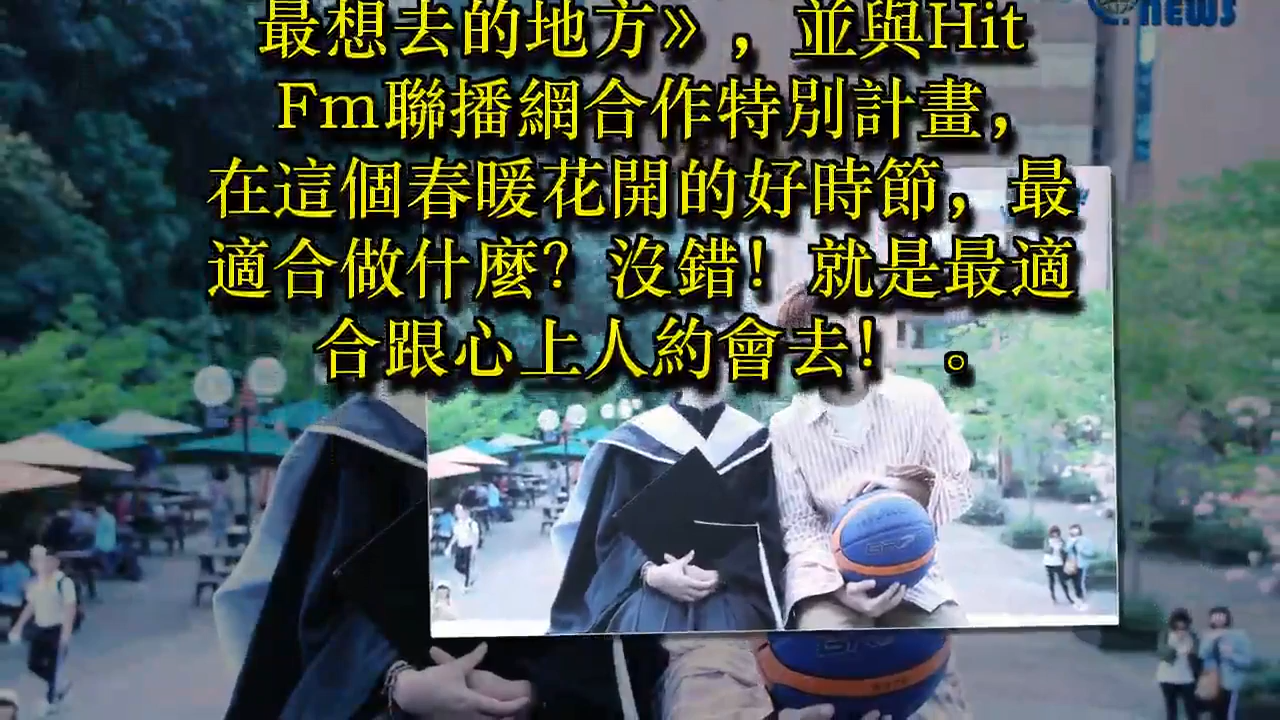 NEWS
最想去的地方》，並與Hit
Fm聯播網合作特別計畫，
在這個春暖花開的好時節，最
適合做什麼？沒錯！就是最適
合跟心上人約會去！ 。